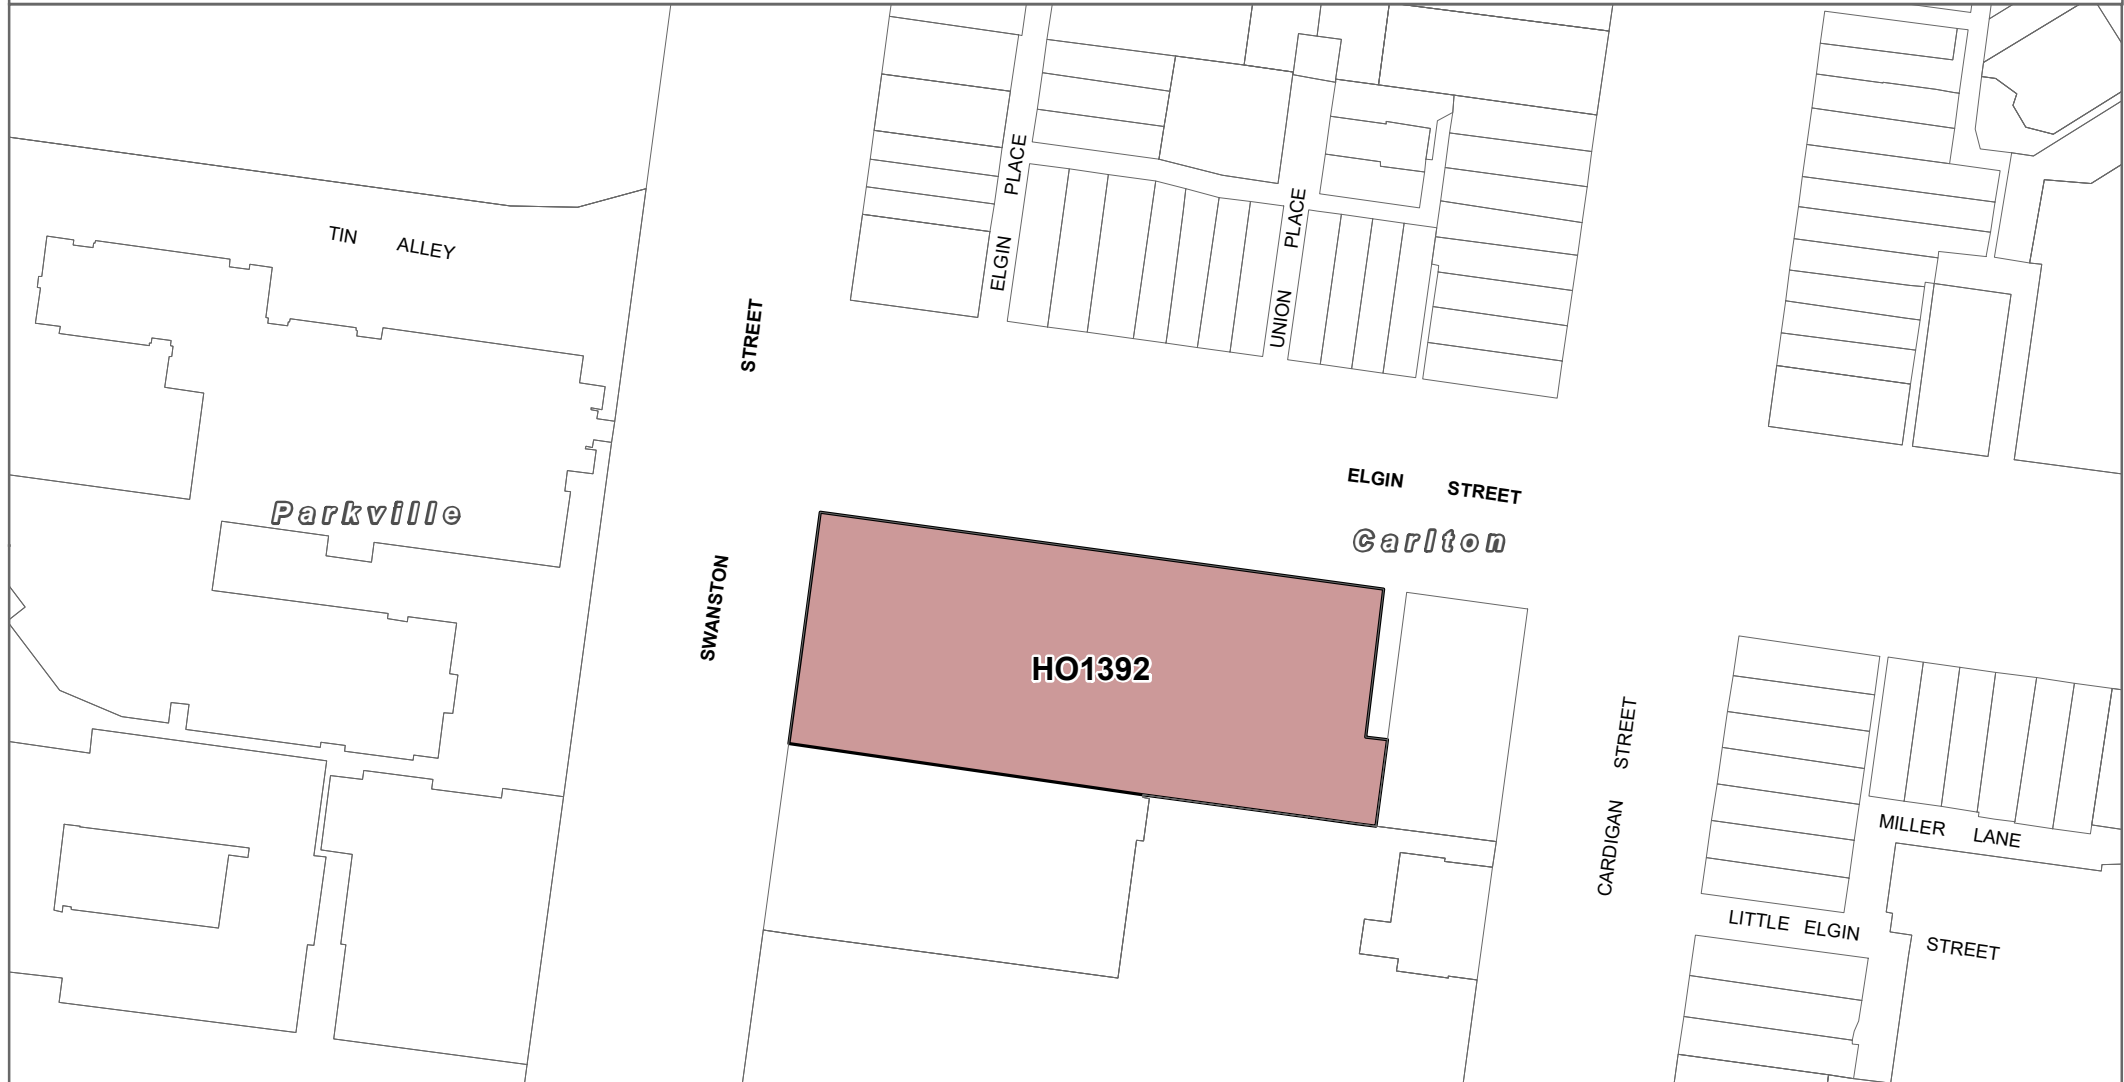 TIN ALLEY
ELGIN PLACE
UNION PLACE
SWANSTON STREET
ELGIN STREET
Parkville
Carlton
HO1392
CARDIGAN STREET
MILLER LANE
LITTLE ELGIN STREET